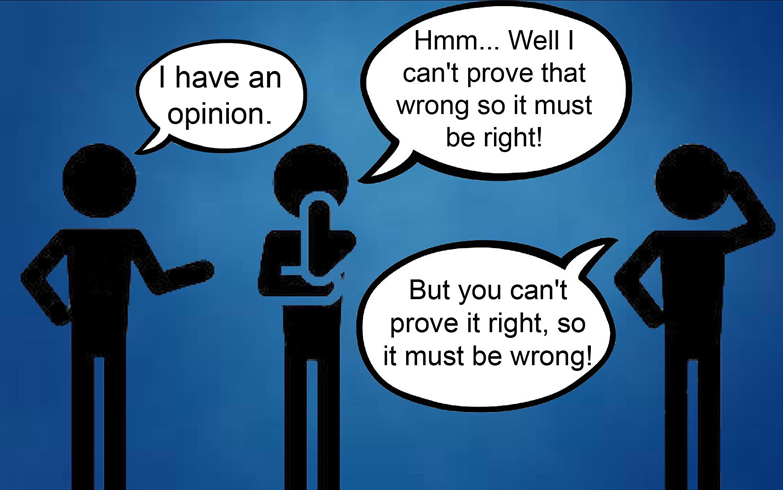 I have an
opinion.
Hmm... Well I
can't prove that
wrong so it must
be right!
But you can't
prove it right, so
it must be wrong!